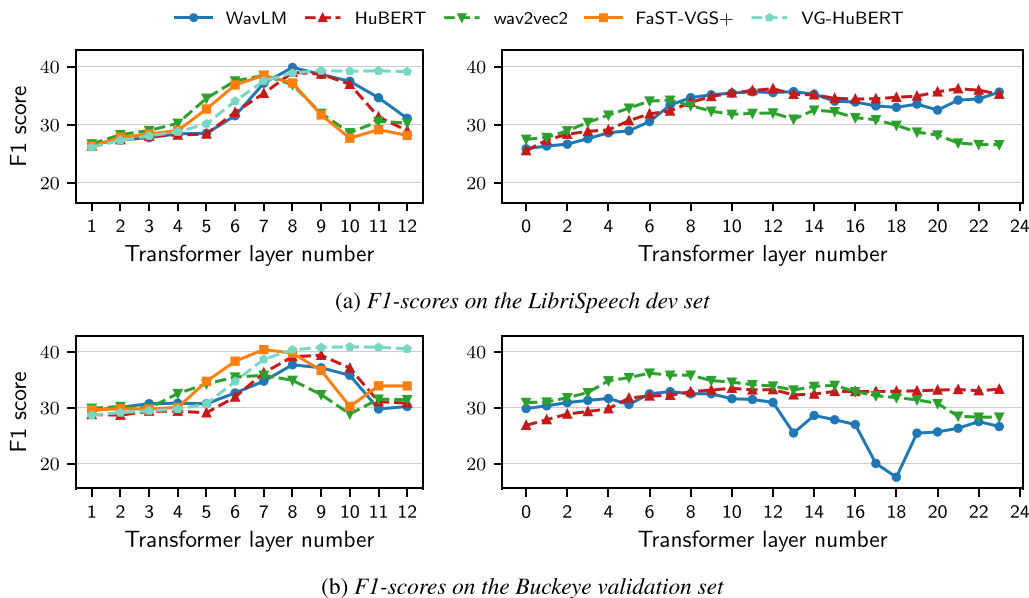 WavLM HuBERT wav2vec2 FaST-VGS+ VG-HuBERT
F1 score
40
30
20
1 2 3 4 5 6 7 8 9 10 11 12
Transformer layer number
40
30
20
0 2 4 6 8 10 12 14 16 18 20 22 24
Transformer layer number
(a) F1-scores on the LibriSpeech dev set
F1 score
40
30
20
1 2 3 4 5 6 7 8 9 10 11 12
Transformer layer number
40
30
20
0 2 4 6 8 10 12 14 16 18 20 22 24
Transformer layer number
(b) F1-scores on the Buckeye validation set